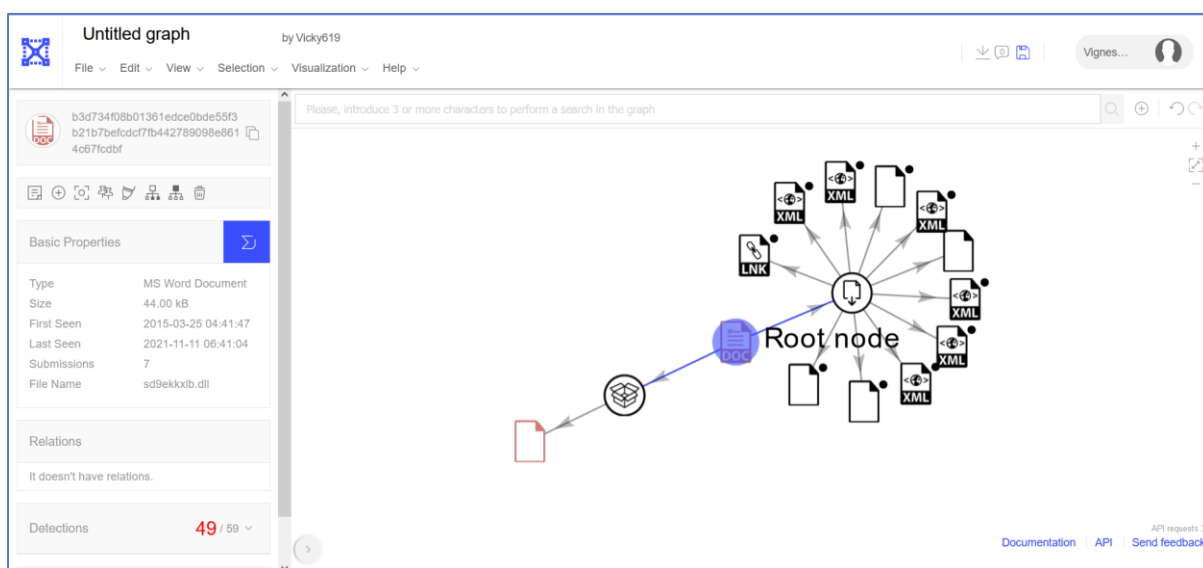 Untitled graph
by Vicky619
File Edit View Selection Visualization Help
0
Vignes...
b3d734f08b01361edce0bde55f3
b21b7befcdcf7fb442789098e861
4c67fcdbf
DOC
Please, introduce 3 or more characters to perform a search in the graph
Basic Properties
Type MS Word Document
Size 44.00 kB
First Seen 2015-03-25 04:41:47
Last Seen 2021-11-11 06:41:04
Submissions 7
File Name sd9ekkxlb.dll
Relations
It doesn't have relations.
Detections 49 / 59
XML
XML
XML
LNK
XML
XML
XML
DOC
Root node
API requests
Documentation API Send feedback